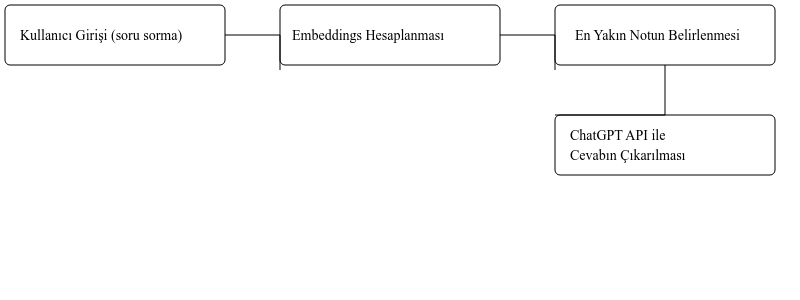 Kullanıcı Girişi (soru sorma)
Embeddings Hesaplanması
En Yakın Notun Belirlenmesi
ChatGPT API ile
Cevabın Çıkarılması